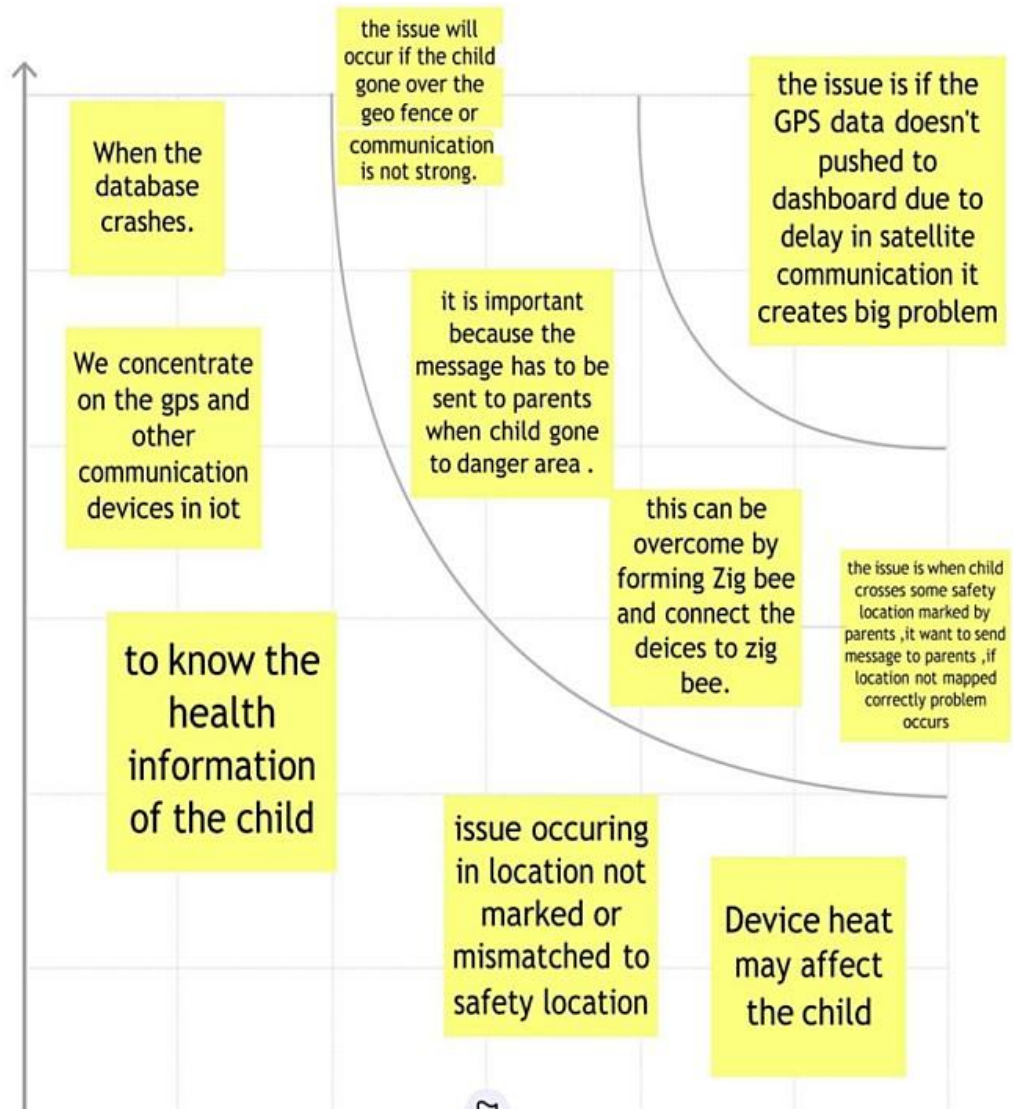 the issue will
occur if the child
gone over the
geo fence or
communication
is not strong.
the issue is if the
GPS data doesn't
pushed to
dashboard due to
delay in satellite
communication it
creates big problem
When the
database
crashes.
it is important
because the
message has to be
sent to parents
when child gone
to danger area .
We concentrate
on the gps and
other
communication
devices in iot
this can be
overcome by
forming Zig bee
and connect the
deices to zig
bee.
the issue is when child
crosses some safety
location marked by
parents ,it want to send
message to parents ,if
location not mapped
correctly problem
occurs
to know the
health
information
of the child
issue occuring
in location not
marked or
mismatched to
safety location
Device heat
may affect
the child